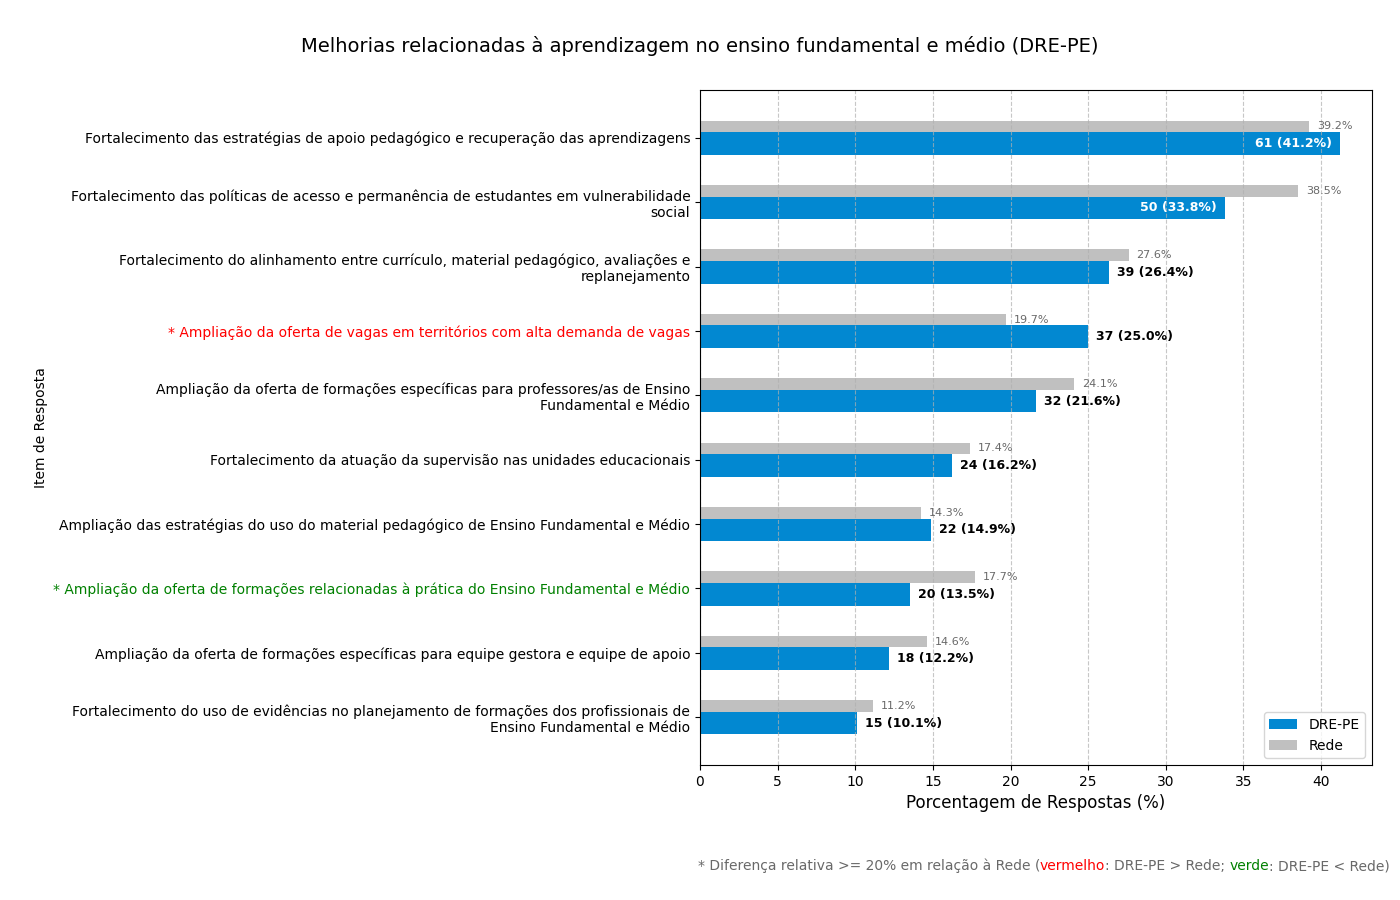 Melhorias relacionadas à aprendizagem no ensino fundamental e médio (DRE-PE)
Item de Resposta
Fortalecimento das estratégias de apoio pedagógico e recuperação das aprendizagens
39.2%
61 (41.2%)
Fortalecimento das políticas de acesso e permanência de estudantes em vulnerabilidade
social
38.5%
50 (33.8%)
Fortalecimento do alinhamento entre currículo, material pedagógico, avaliações e
replanejamento
27.6%
39 (26.4%)
* Ampliação da oferta de vagas em territórios com alta demanda de vagas
19.7%
37 (25.0%)
Ampliação da oferta de formações específicas para professores/as de Ensino
Fundamental e Médio
24.1%
32 (21.6%)
Fortalecimento da atuação da supervisão nas unidades educacionais
17.4%
24 (16.2%)
Ampliação das estratégias do uso do material pedagógico de Ensino Fundamental e Médio
14.3%
22 (14.9%)
* Ampliação da oferta de formações relacionadas à prática do Ensino Fundamental e Médio
17.7%
20 (13.5%)
Ampliação da oferta de formações específicas para equipe gestora e equipe de apoio
14.6%
18 (12.2%)
Fortalecimento do uso de evidências no planejamento de formações dos profissionais de
Ensino Fundamental e Médio
11.2%
15 (10.1%)
DRE-PE
Rede
0 5 10 15 20 25 30 35 40
Porcentagem de Respostas (%)
* Diferença relativa >= 20% em relação à Rede (vermelho: DRE-PE > Rede; verde: DRE-PE < Rede)